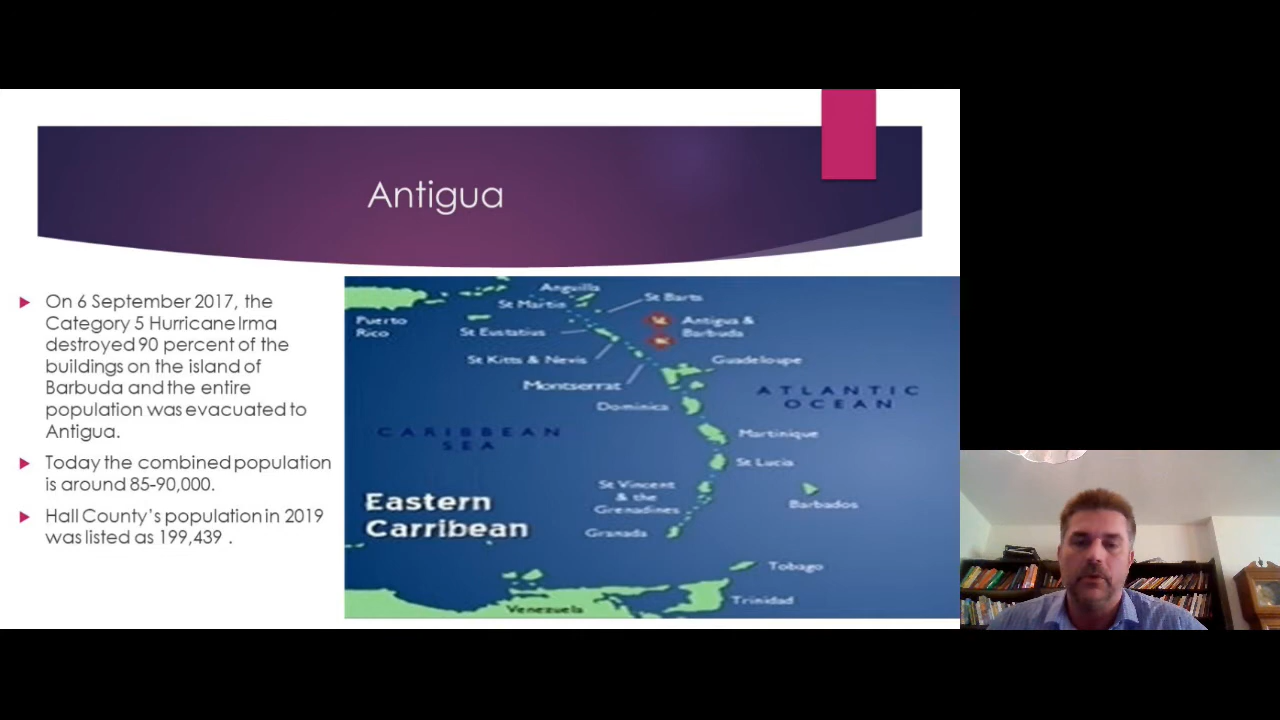 Antigua
On 6 September 2017, the
Category 5 Hurricane Irma
destroyed 90 percent of the
buildings on the island of
Barbuda and the entire
population was evacuated to
Antigua.
Today the combined population
is around 85-90,000.
Hall County's population in 2019
was listed as 199,439 .
Anguilla
St Martin
St Barts
Puerto
Rico
St Eustatius
Antigua &
Barbuda
St Kitts & Nevis
Guadeloupe
Montserrat
ATLANTIC
OCEAN
Dominica
CARIBBEAN
SEA
Martinique
St Lucia
St Vincent
& the
Grenadines
Barbados
Eastern
Carribean
Granada
Tobago
Trinidad
Venezuela